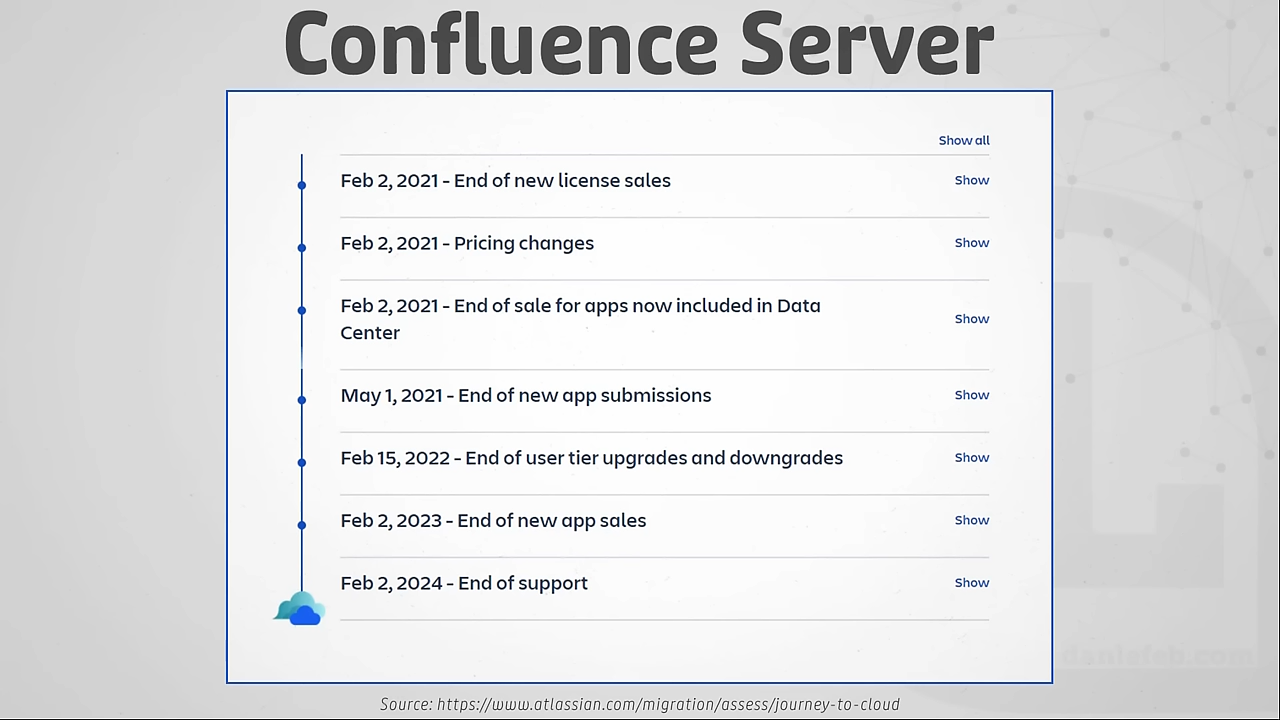 Confluence Server
Show all
Feb 2, 2021 - End of new license sales
Show
Feb 2, 2021 - Pricing changes
Show
Feb 2, 2021 - End of sale for apps now included in Data
Center
Show
May 1, 2021 - End of new app submissions
Show
Feb 15, 2022 - End of user tier upgrades and downgrades
Show
Feb 2, 2023 - End of new app sales
Show
Feb 2, 2024 - End of support
Show
Source: https://www.atlassian.com/migration/assess/journey-to-cloud